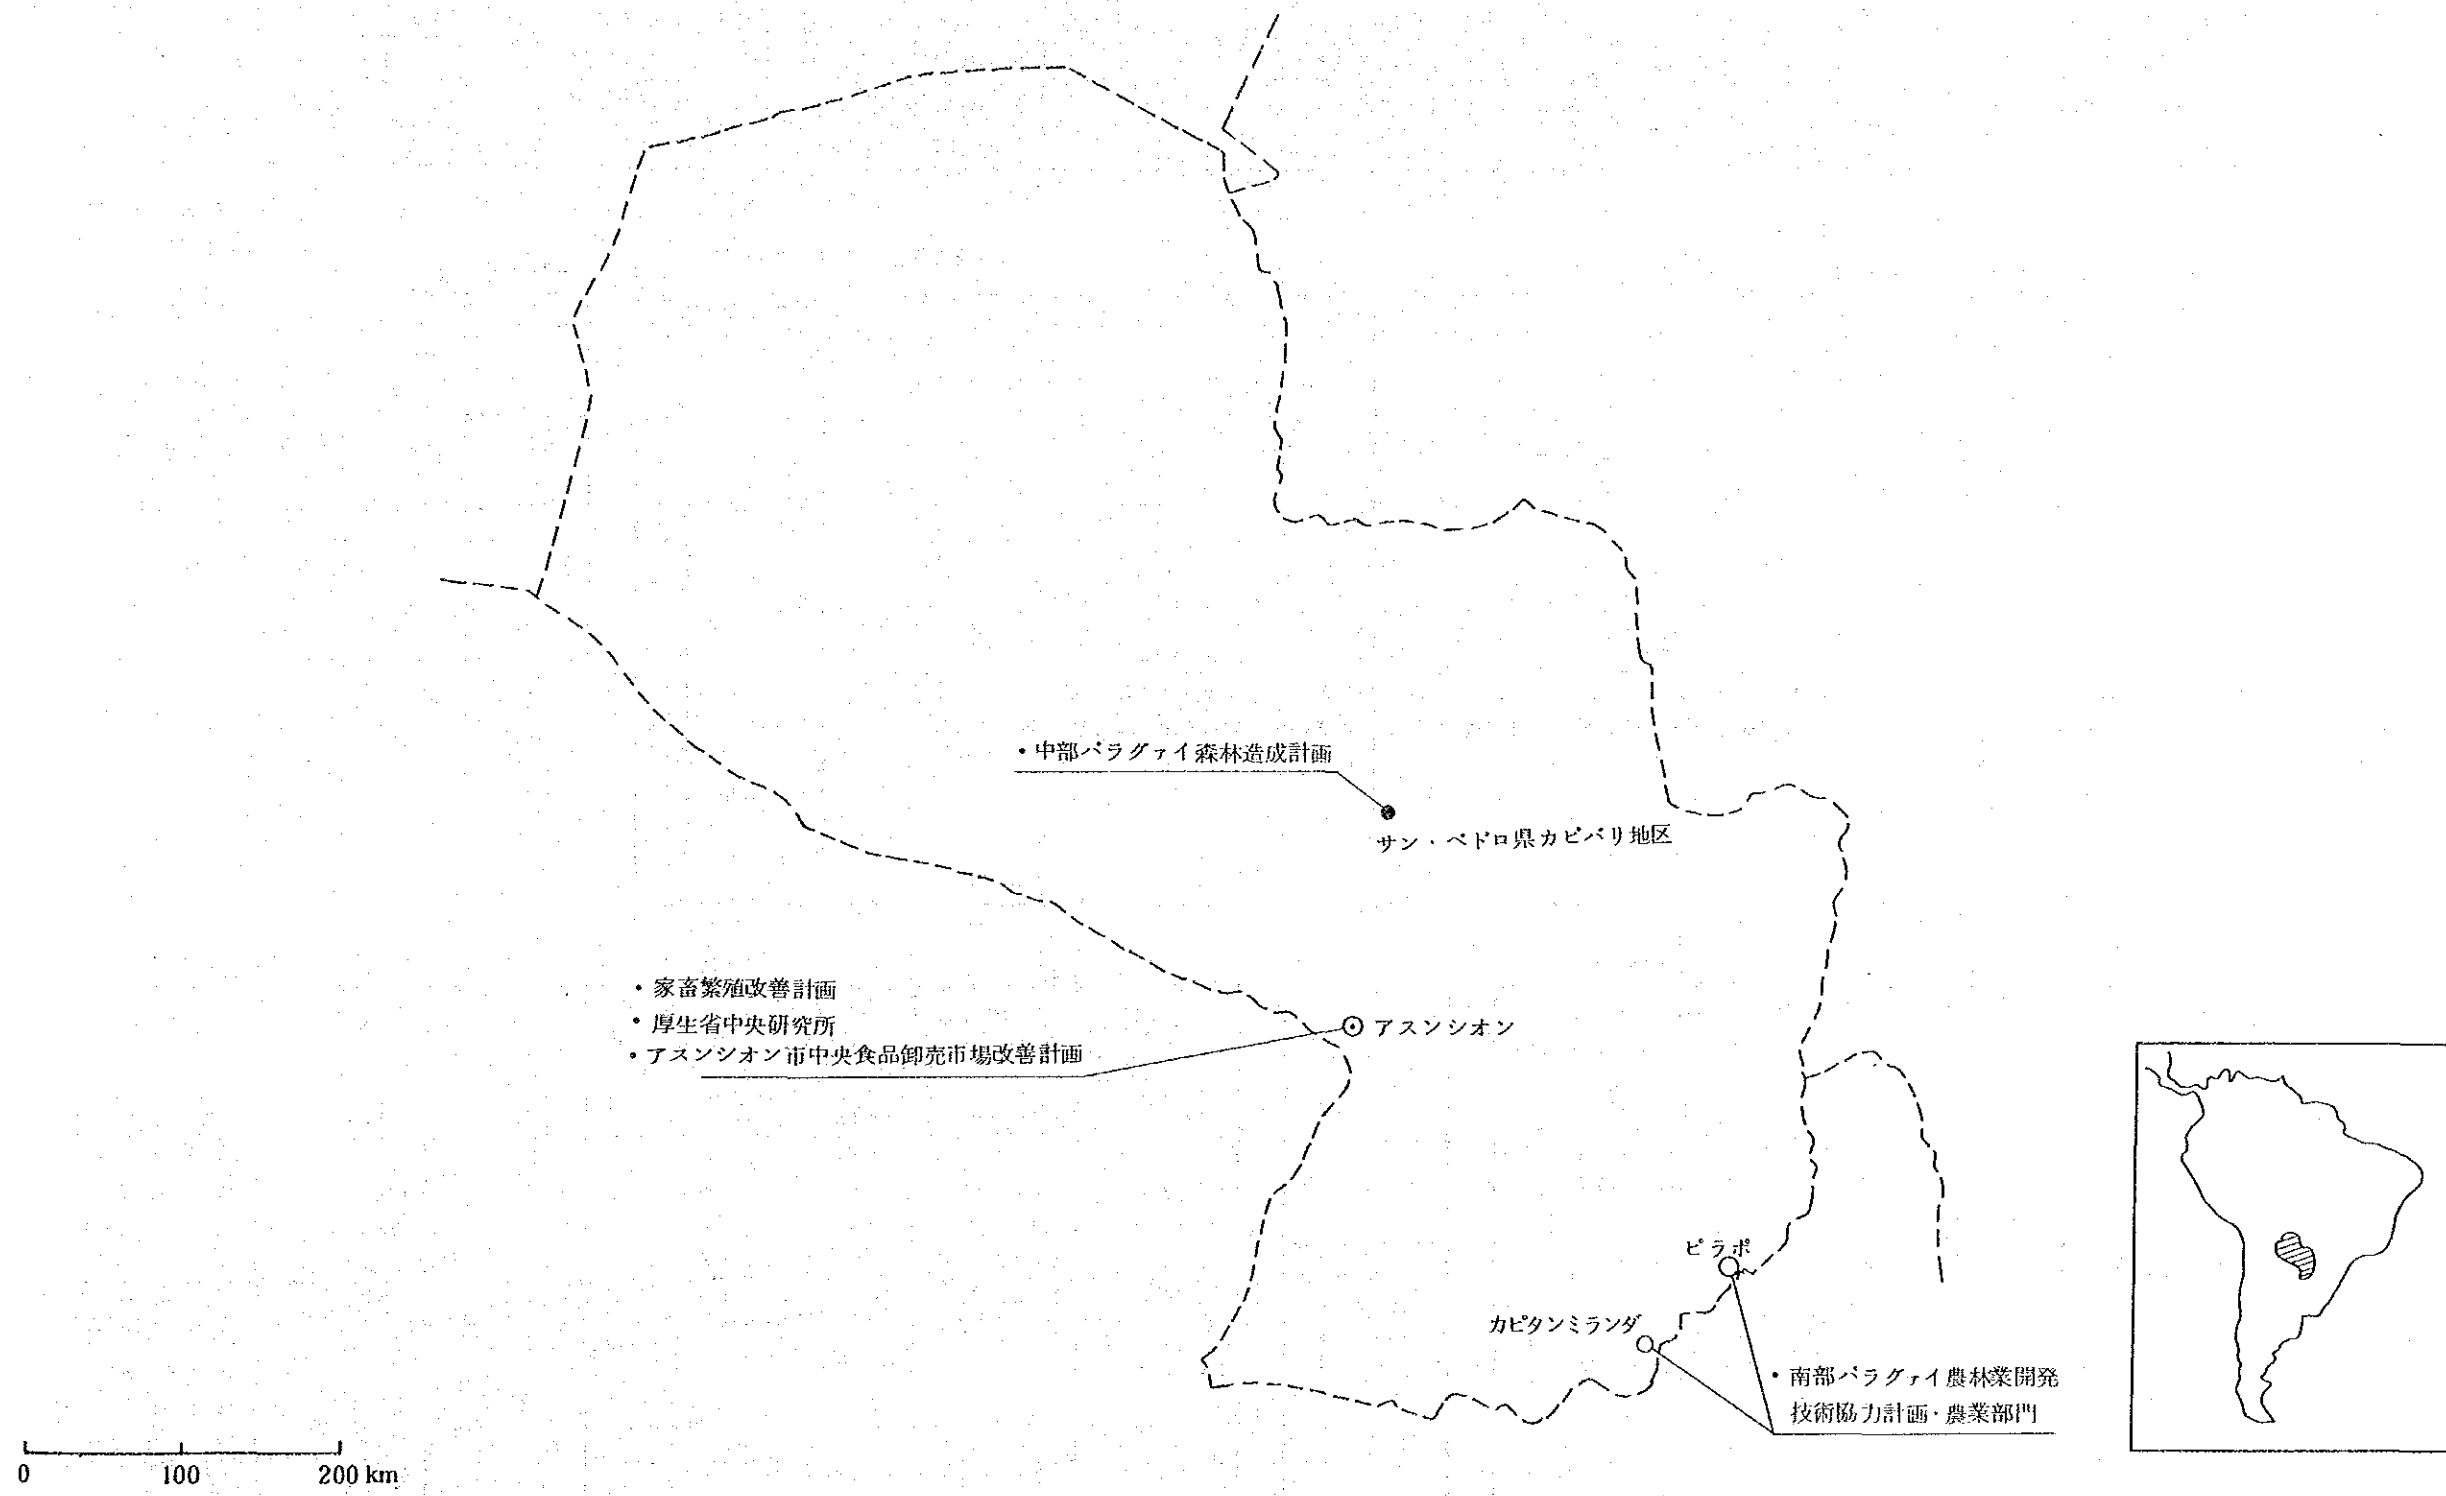 ・中部パラグァイ森林造成計画
サン・ペドロ県カピバリ地区
・家畜繁殖改善計画
・厚生省中央研究所
・アスンシオン市中央食品卸売市場改善計画
アスンシオン
ピラポ
カピタンミランダ
・南部パラグァイ農林業開発
技術協力計画・農業部門
0 100 200 km